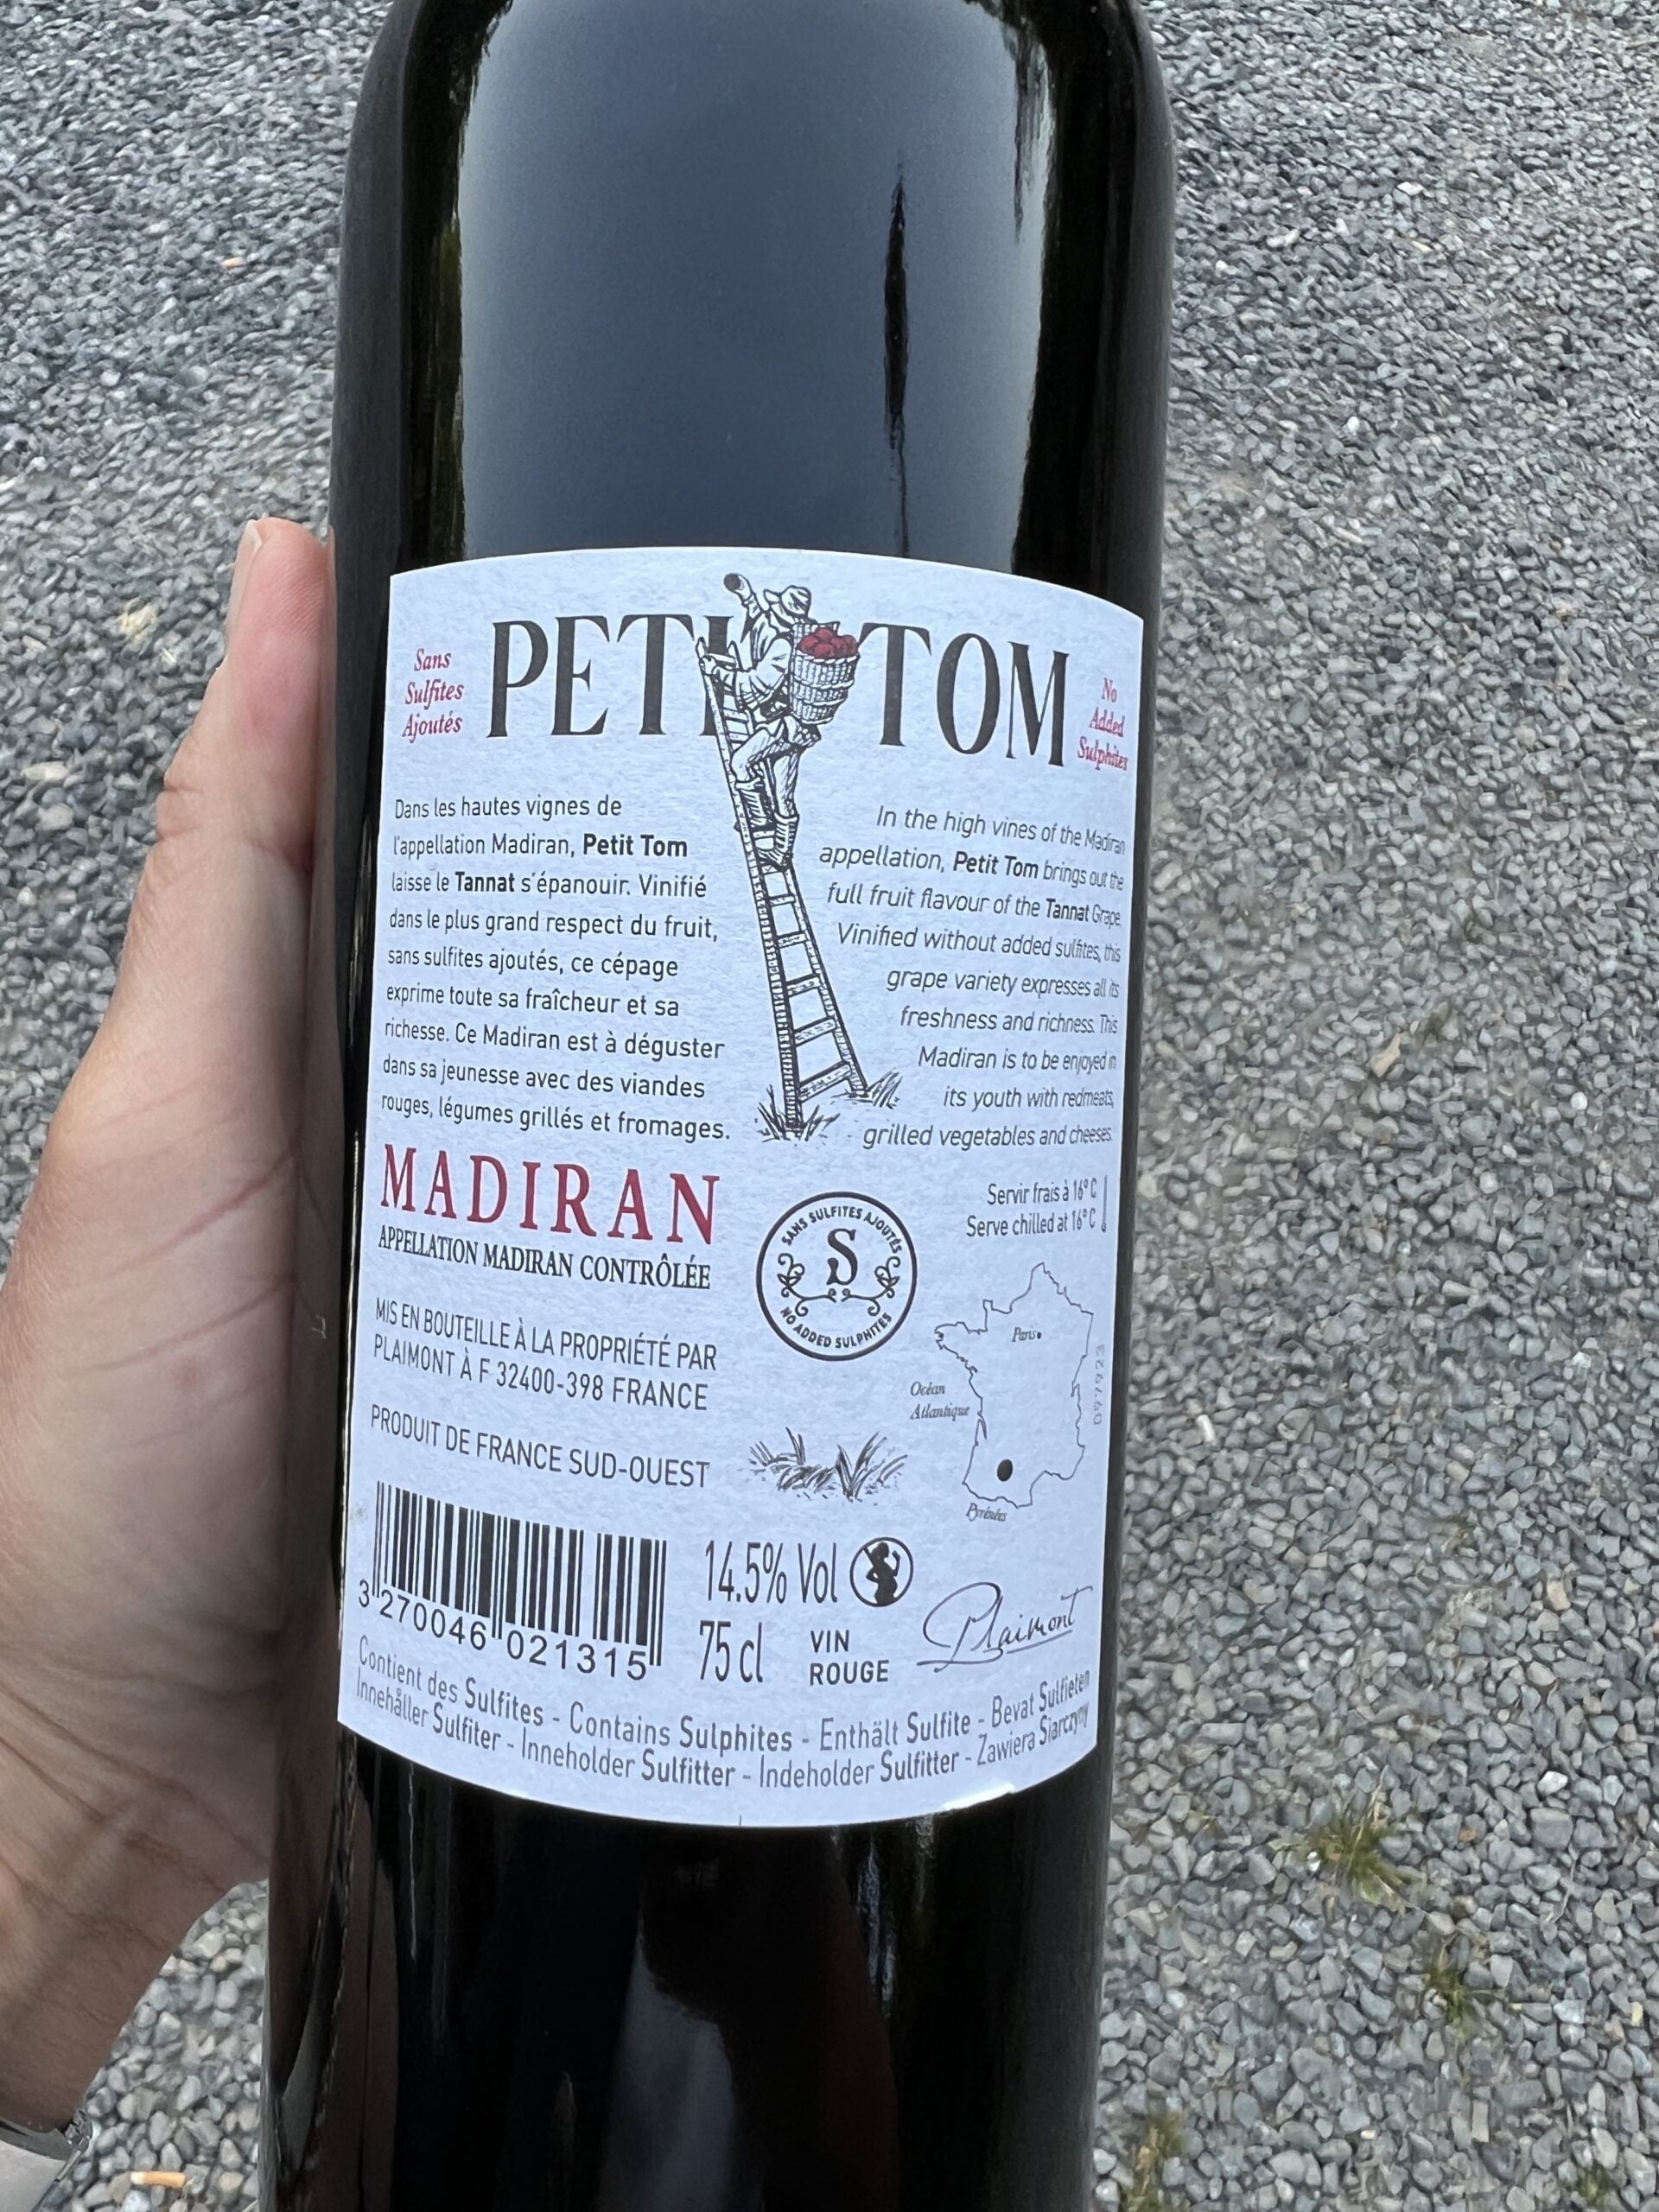 PETIT TOM
Sans
Sulfites
Ajoutés
No
Added
Sulphites
Dans les hautes vignes de
l'appellation Madiran, Petit Tom
laisse le Tannat s'épanouir. Vinifié
dans le plus grand respect du fruit,
sans sulfites ajoutés, ce cépage
exprime toute sa fraîcheur et sa
richesse. Ce Madiran est à déguster
dans sa jeunesse avec des viandes
rouges, légumes grillés et fromages.
In the high vines of the Madiran
appellation, Petit Tom brings out the
full fruit flavour of the Tannat Grape.
Vinified without added sulfites, this
grape variety expresses all its
freshness and richness. This
Madiran is to be enjoyed in
its youth with redmeats,
grilled vegetables and cheeses.
MADIRAN
APPELLATION MADIRAN CONTRÔLÉE
MIS EN BOUTEILLE À LA PROPRIÉTÉ PAR
PLAIMONT À F 32400-398 FRANCE
PRODUIT DE FRANCE SUD-OUEST
SANS SULFITES AJOUTÉS
S
NO ADDED SULPHITES
Servir frais à 16°C
Serve chilled at 16°C
Paris
Océan
Atlantique
Pyrénées
097923
3 270046 021315
14.5% Vol
75 cl
VIN
ROUGE
Plaimont
Contient des Sulfites - Contains Sulphites - Enthält Sulfite - Bevat Sulfieten
Innehåller Sulfiter - Inneholder Sulfitter - Indeholder Sulfitter - Zawiera Siarczyny